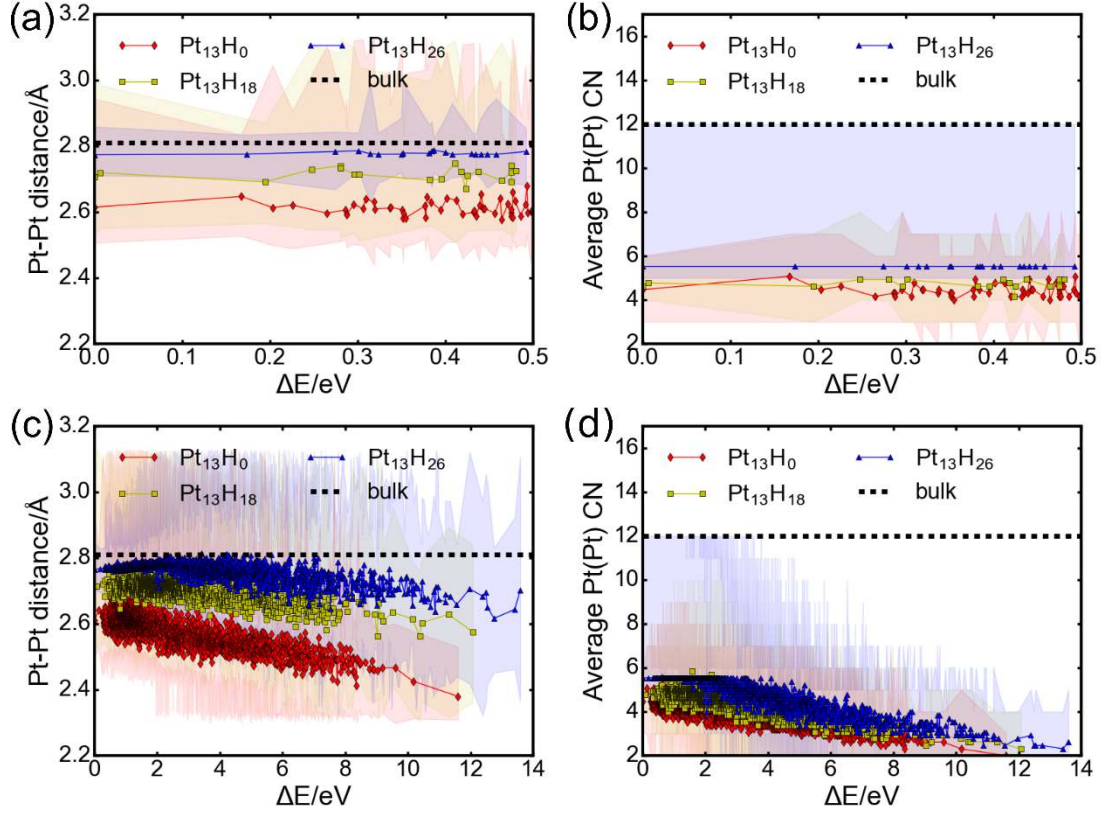 (a)
3.2
3.0
2.8
2.6
2.4
2.2
Pt-Pt distance/Å
Pt₁₃H₀
Pt₁₃H₂₆
Pt₁₃H₁₈
bulk
0.0 0.1 0.2 0.3 0.4 0.5
ΔE/eV
(b)
16
14
12
10
8
6
4
2
Average Pt(Pt) CN
Pt₁₃H₀
Pt₁₃H₂₆
Pt₁₃H₁₈
bulk
0.0 0.1 0.2 0.3 0.4 0.5
ΔE/eV
(c)
3.2
3.0
2.8
2.6
2.4
2.2
Pt-Pt distance/Å
Pt₁₃H₀
Pt₁₃H₂₆
Pt₁₃H₁₈
bulk
0 2 4 6 8 10 12 14
ΔE/eV
(d)
16
14
12
10
8
6
4
2
Average Pt(Pt) CN
Pt₁₃H₀
Pt₁₃H₂₆
Pt₁₃H₁₈
bulk
0 2 4 6 8 10 12 14
ΔE/eV